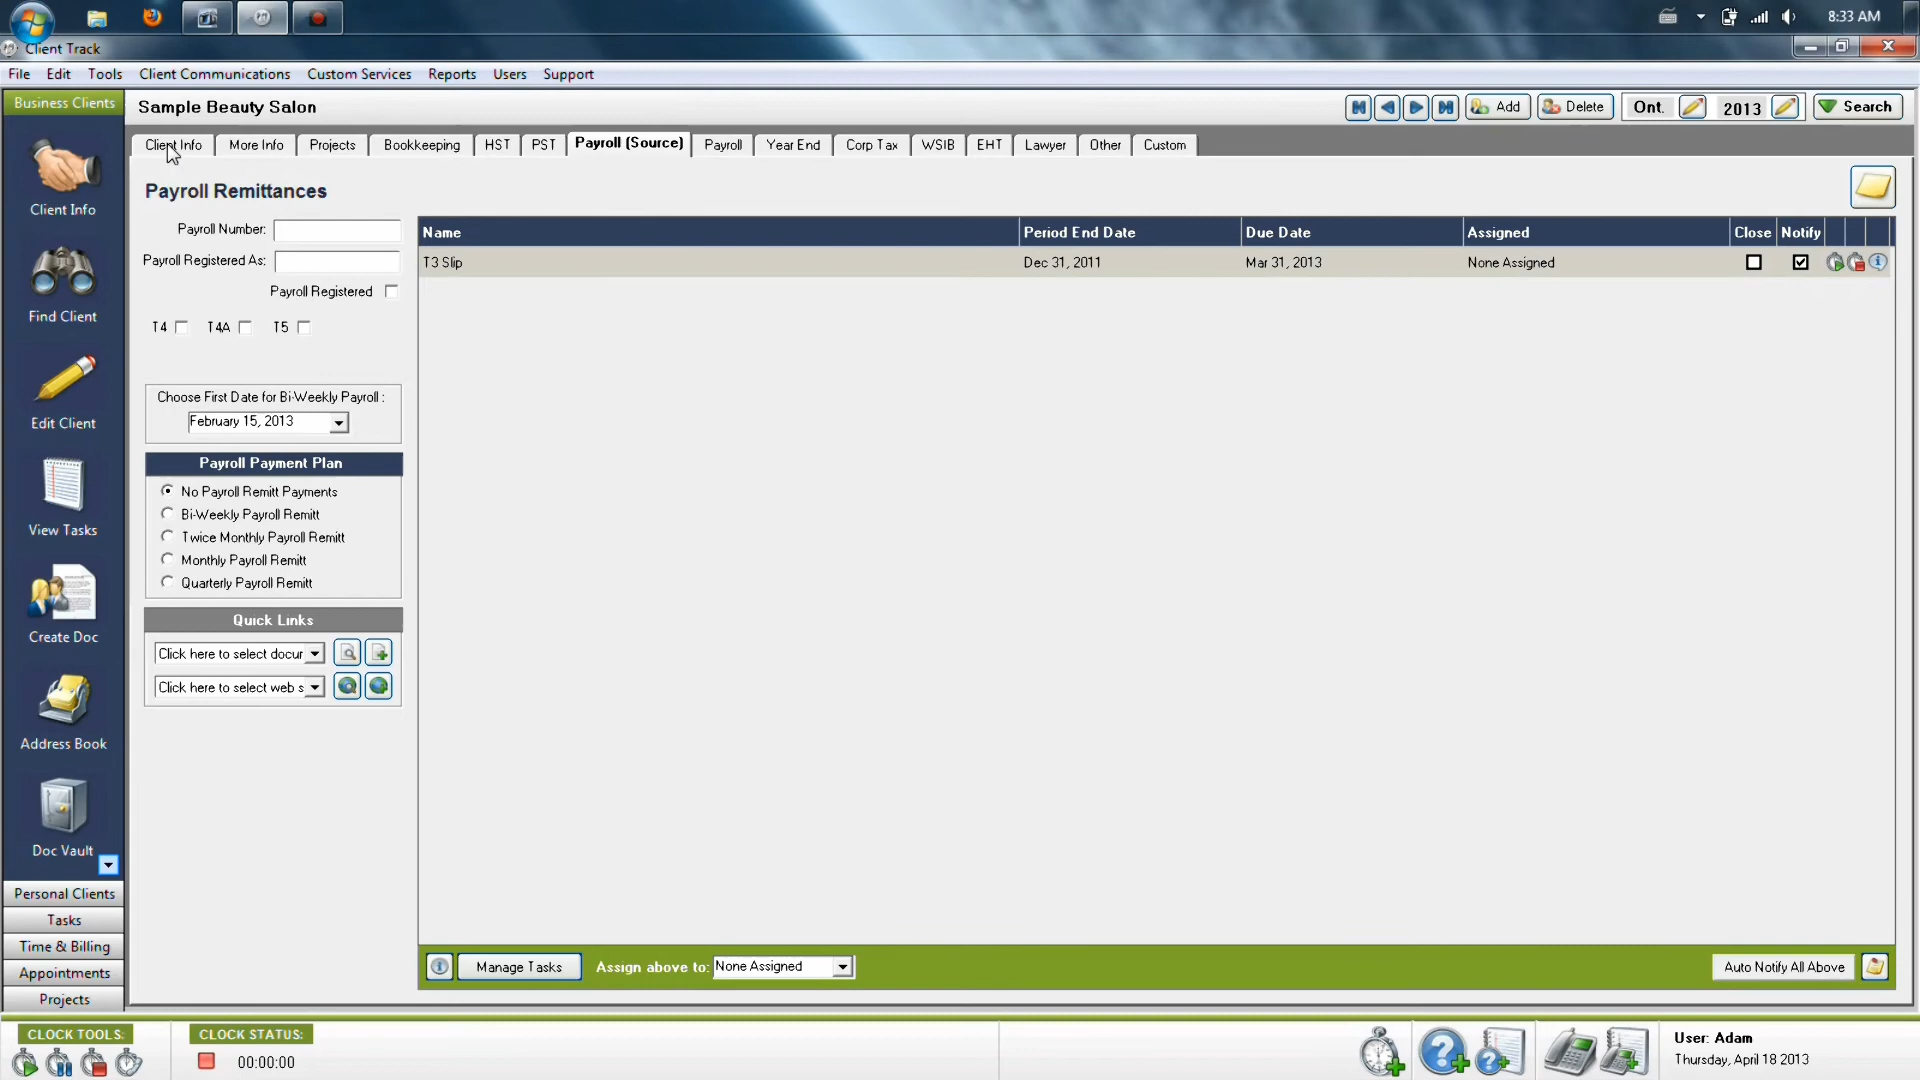 8:33 AM
Client Track
File Edit Tools Client Communications Custom Services Reports Users Support
Business Clients
Sample Beauty Salon
Add Delete Ont. 2013 Search
Client Info More Info Projects Bookkeeping HST PST Payroll (Source) Payroll Year End Corp Tax WSIB EHT Lawyer Other Custom
Client Info
Find Client
Edit Client
View Tasks
Create Doc
Address Book
Doc Vault
Personal Clients
Tasks
Time & Billing
Appointments
Projects
Payroll Remittances
Payroll Number:
Payroll Registered As:
Payroll Registered
T4 T4A T5
Choose First Date for Bi-Weekly Payroll :
February 15, 2013
Payroll Payment Plan
No Payroll Remitt Payments
Bi-Weekly Payroll Remitt
Twice Monthly Payroll Remitt
Monthly Payroll Remitt
Quarterly Payroll Remitt
Quick Links
Click here to select docur
Click here to select web s
Name Period End Date Due Date Assigned Close Notify
T3 Slip Dec 31, 2011 Mar 31, 2013 None Assigned
Manage Tasks Assign above to: None Assigned Auto Notify All Above
CLOCK TOOLS: CLOCK STATUS:
00:00:00
User: Adam
Thursday, April 18 2013